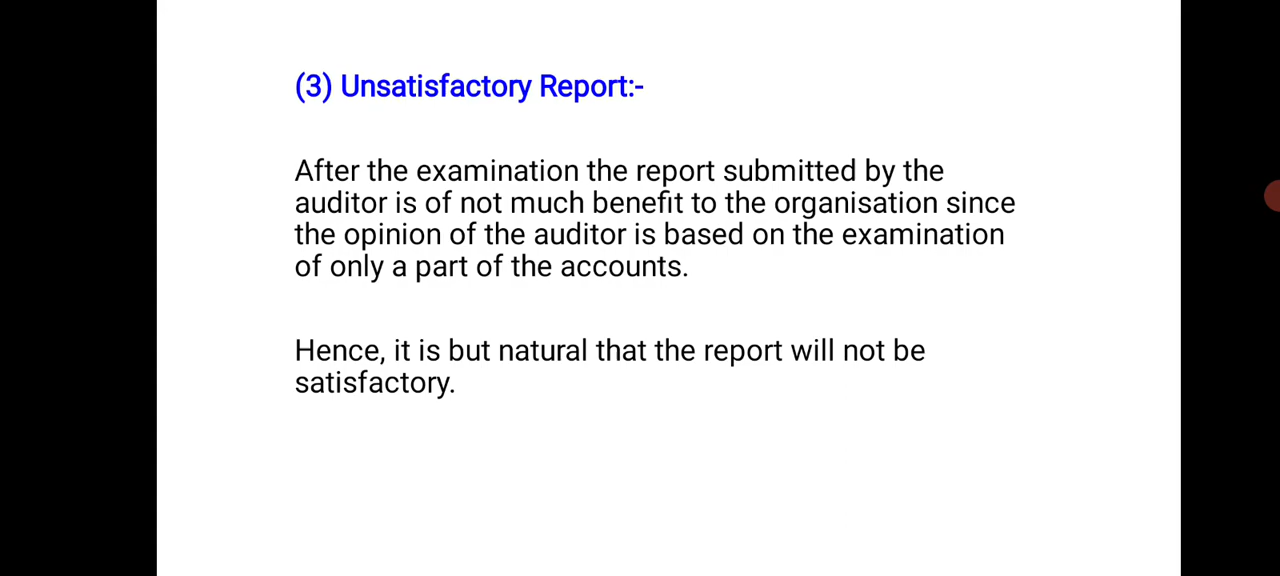 (3) Unsatisfactory Report:-
After the examination the report submitted by the
auditor is of not much benefit to the organisation since
the opinion of the auditor is based on the examination
of only a part of the accounts.
Hence, it is but natural that the report will not be
satisfactory.